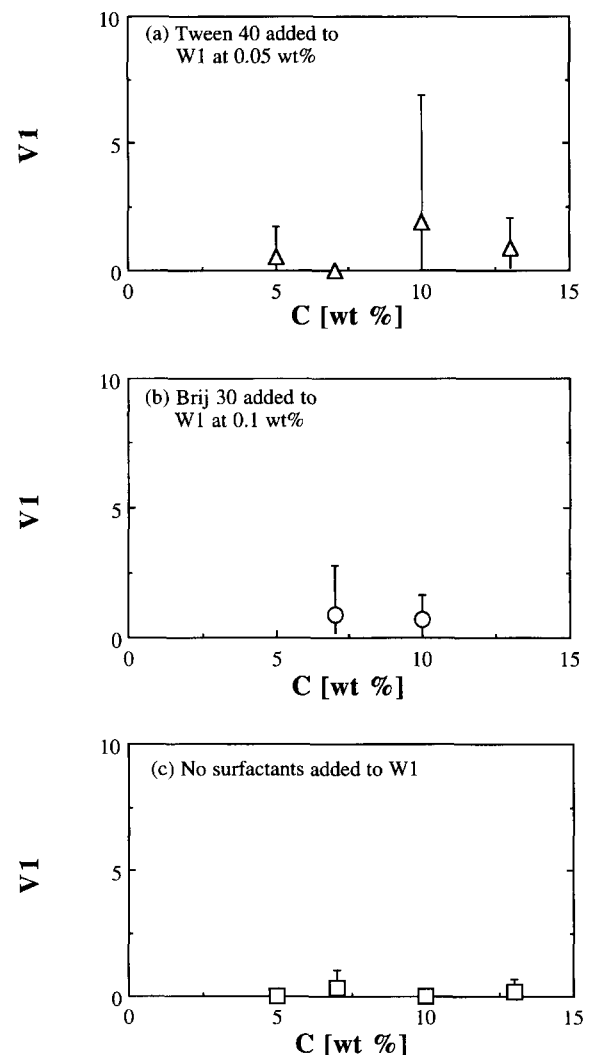 10
(a) Tween 40 added to
W1 at 0.05 wt%
V1
5
0
0 5 10 15
C [wt %]
10
(b) Brij 30 added to
W1 at 0.1 wt%
V1
5
0
0 5 10 15
C [wt %]
10
(c) No surfactants added to W1
V1
5
0
0 5 10 15
C [wt %]